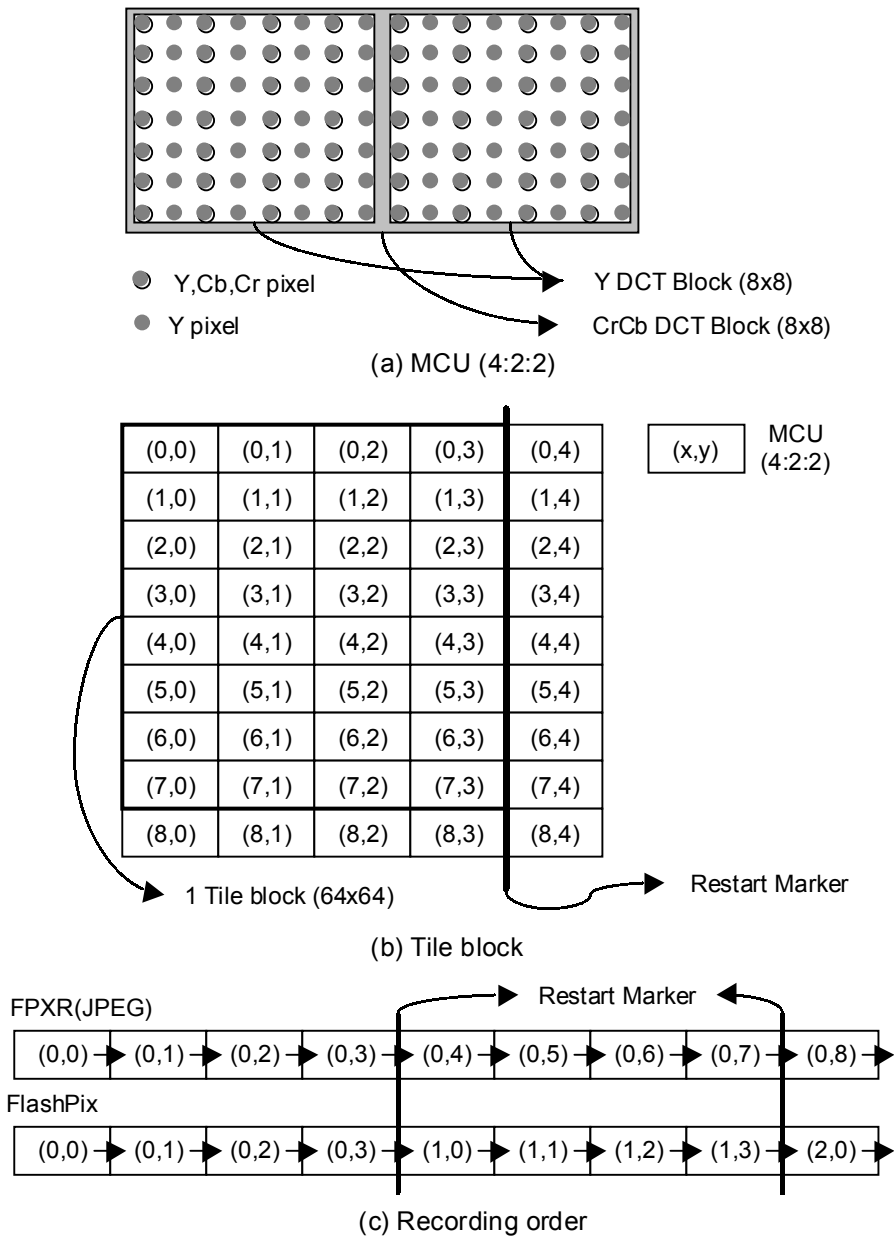 Y,Cb,Cr pixel
Y DCT Block (8x8)
Y pixel
CrCb DCT Block (8x8)
(a) MCU (4:2:2)
(0,0) (0,1) (0,2) (0,3) (0,4)
(x,y)
MCU
(4:2:2)
(1,0) (1,1) (1,2) (1,3) (1,4)
(2,0) (2,1) (2,2) (2,3) (2,4)
(3,0) (3,1) (3,2) (3,3) (3,4)
(4,0) (4,1) (4,2) (4,3) (4,4)
(5,0) (5,1) (5,2) (5,3) (5,4)
(6,0) (6,1) (6,2) (6,3) (6,4)
(7,0) (7,1) (7,2) (7,3) (7,4)
(8,0) (8,1) (8,2) (8,3) (8,4)
1 Tile block (64x64)
Restart Marker
(b) Tile block
Restart Marker
FPXR(JPEG)
(0,0) (0,1) (0,2) (0,3) (0,4) (0,5) (0,6) (0,7) (0,8)
FlashPix
(0,0) (0,1) (0,2) (0,3) (1,0) (1,1) (1,2) (1,3) (2,0)
(c) Recording order